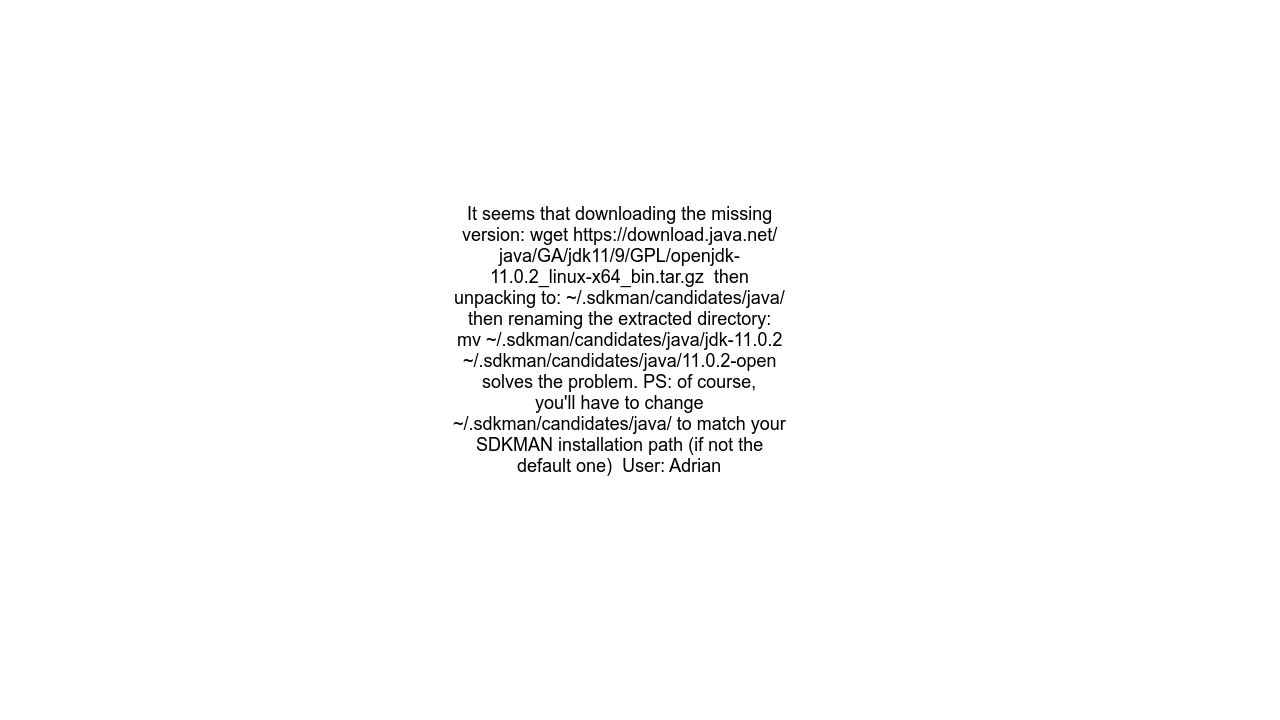 It seems that downloading the missing
version: wget https://download.java.net/
java/GA/jdk11/9/GPL/openjdk-
11.0.2_linux-x64_bin.tar.gz  then
unpacking to: ~/.sdkman/candidates/java/
then renaming the extracted directory:
mv ~/.sdkman/candidates/java/jdk-11.0.2
~/.sdkman/candidates/java/11.0.2-open
solves the problem. PS: of course,
you'll have to change
~/.sdkman/candidates/java/ to match your
SDKMAN installation path (if not the
default one)  User: Adrian